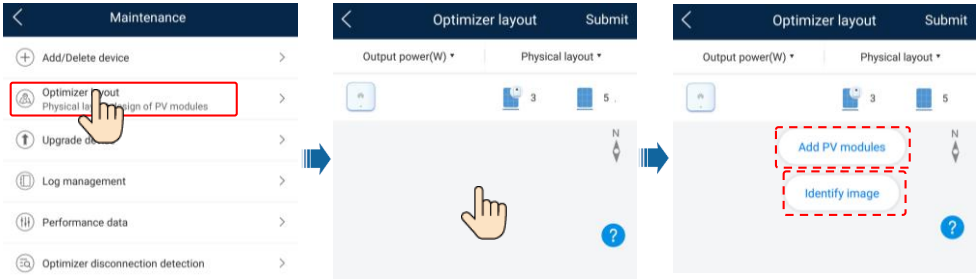 Maintenance
Add/Delete device
Optimizer layout
Physical layout design of PV modules
Upgrade device
Log management
Performance data
Optimizer disconnection detection
Optimizer layout Submit
Output power(W) Physical layout
3 5
N
?
Optimizer layout Submit
Output power(W) Physical layout
3 5
N
Add PV modules
Identify image
?